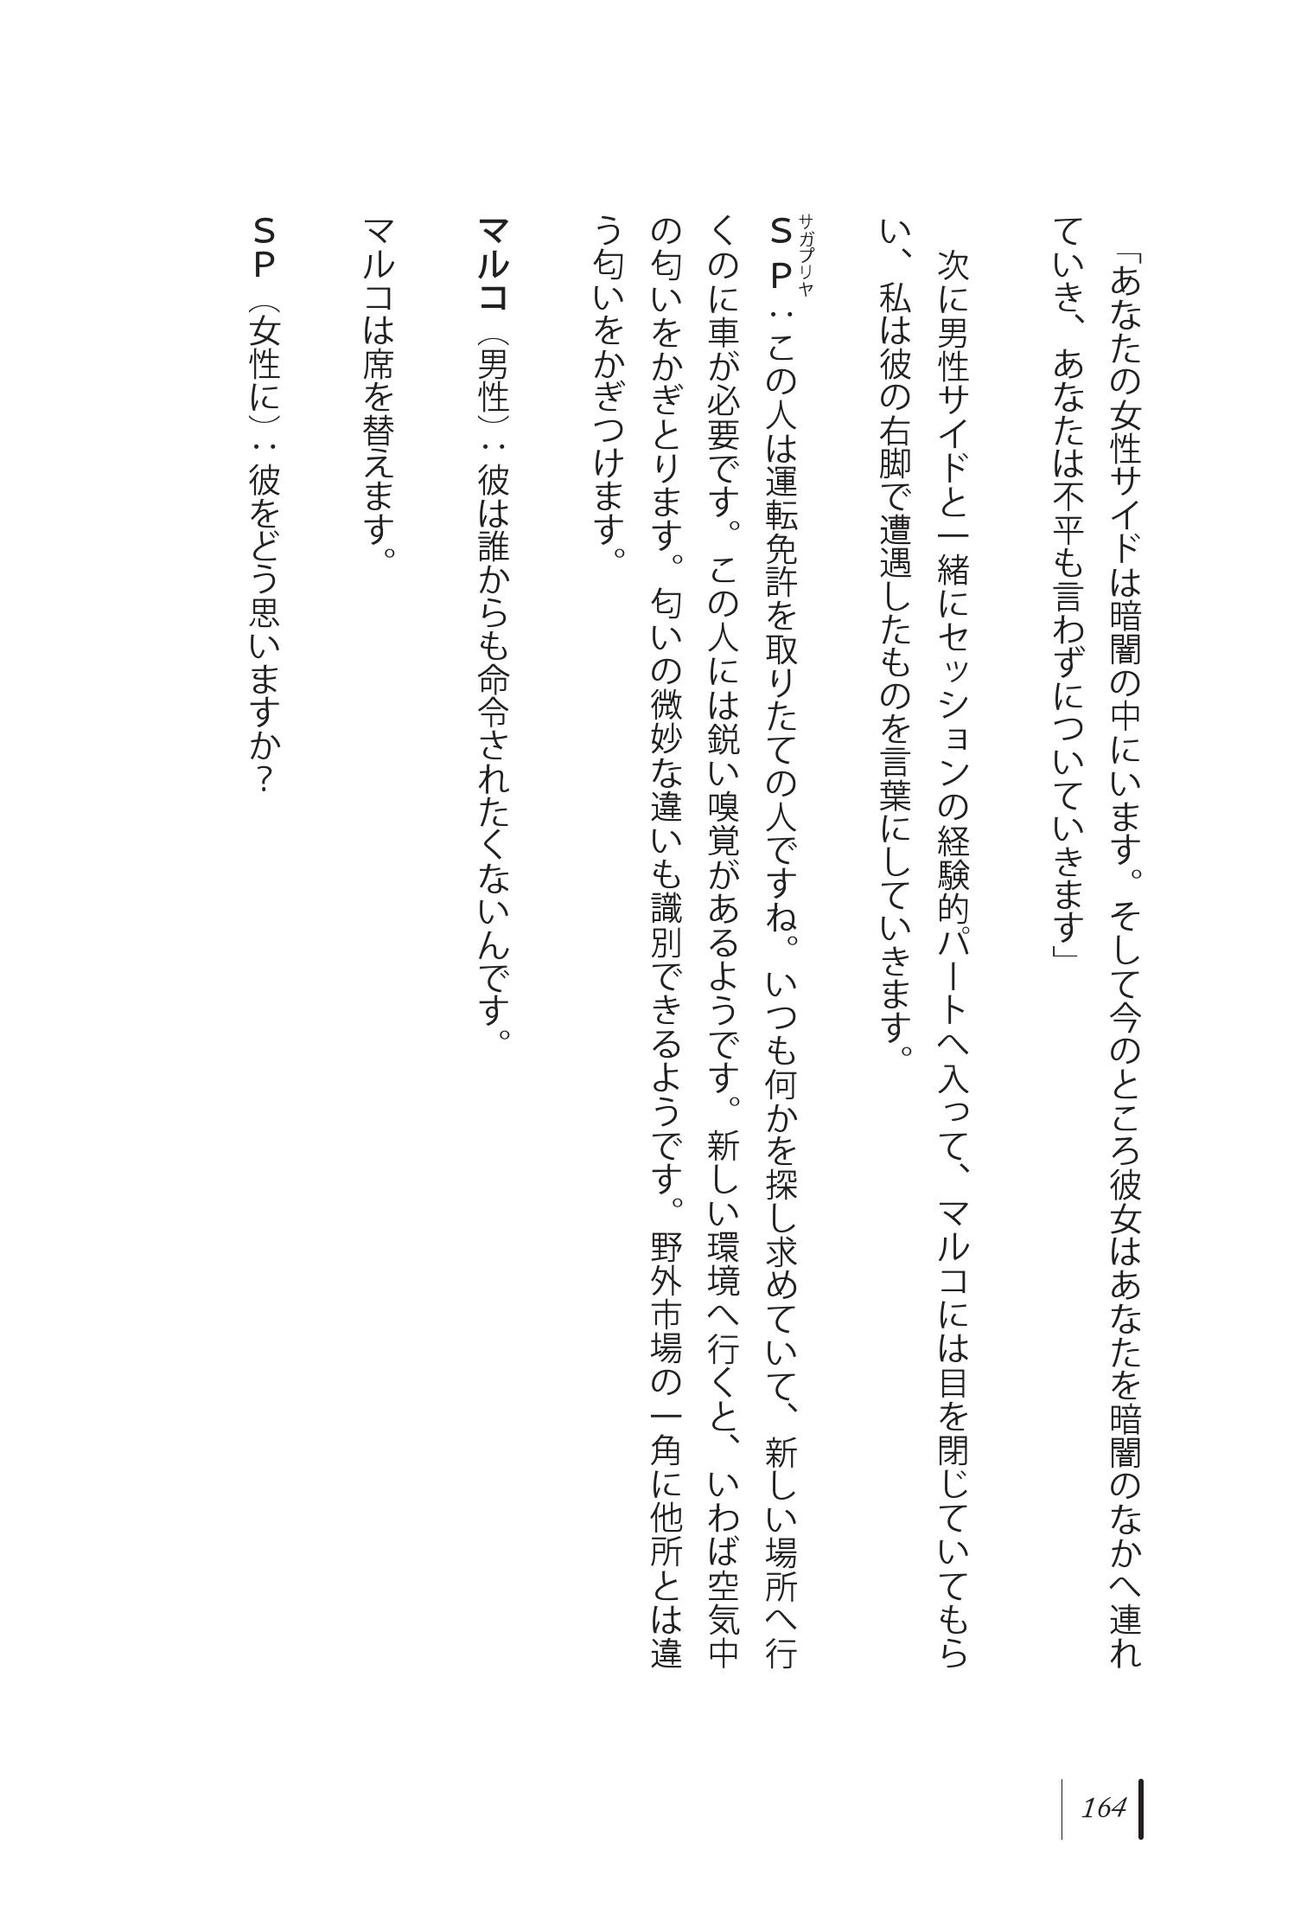 「あなたの女性サイドは暗闇の中にいます。そして今のところ彼女はあなたを暗闇のなかへ連れ
ていき、あなたは不平も言わずについていきます」
次に男性サイドと一緒にセッションの経験的パートへ入って、マルコには目を閉じていてもら
い、私は彼の右脚で遭遇したものを言葉にしていきます。
サガプリヤ
ＳＰ：この人は運転免許を取りたての人ですね。いつも何かを探し求めていて、新しい場所へ行
くのに車が必要です。この人には鋭い嗅覚があるようです。新しい環境へ行くと、いわば空気中
の匂いをかぎとります。匂いの微妙な違いも識別できるようです。野外市場の一角に他所とは違
う匂いをかぎつけます。
マルコ（男性）：彼は誰からも命令されたくないんです。
マルコは席を替えます。
ＳＰ（女性に）：彼をどう思いますか？
164